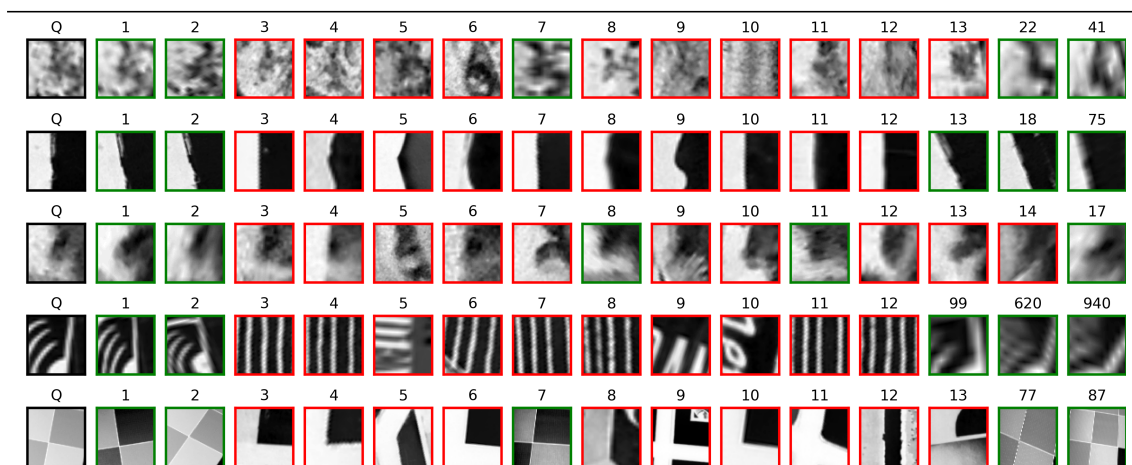 Q 1 2 3 4 5 6 7 8 9 10 11 12 13 22 41
Q 1 2 3 4 5 6 7 8 9 10 11 12 13 18 75
Q 1 2 3 4 5 6 7 8 9 10 11 12 13 14 17
Q 1 2 3 4 5 6 7 8 9 10 11 12 99 620 940
Q 1 2 3 4 5 6 7 8 9 10 11 12 13 77 87